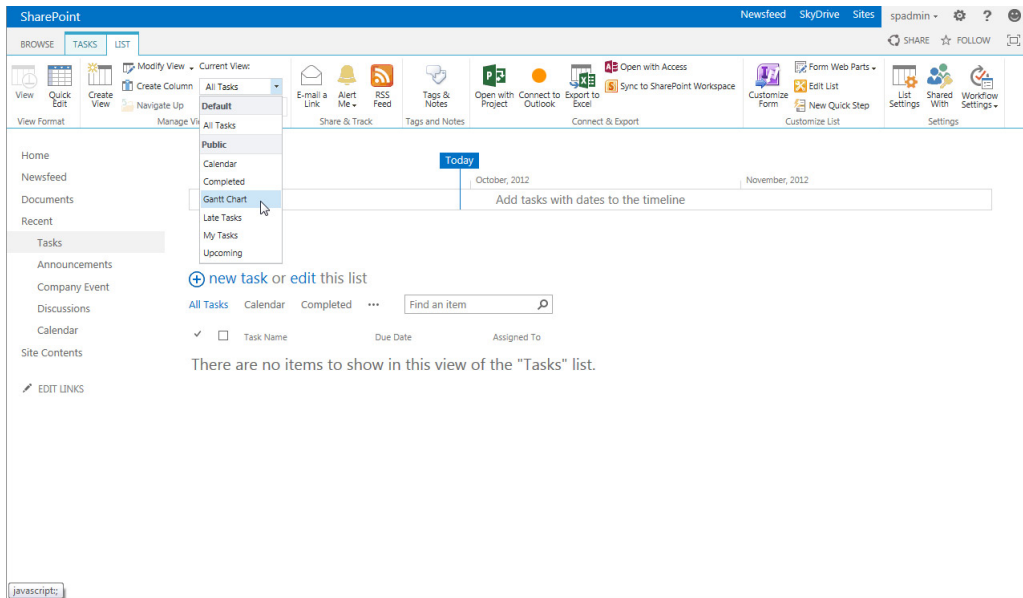 SharePoint
Newsfeed SkyDrive Sites spadmin ?
BROWSE TASKS LIST
SHARE FOLLOW
View
Quick Edit
View Format
Create View
Modify View
Create Column
Navigate Up
Current View:
All Tasks
Manage Vi
Default
All Tasks
Public
Calendar
Completed
Gantt Chart
Late Tasks
My Tasks
Upcoming
E-mail a Link
Alert Me
RSS Feed
Share & Track
Tags & Notes
Tags and Notes
Open with Project
Connect to Outlook
Export to Excel
Open with Access
Sync to SharePoint Workspace
Connect & Export
Customize Form
Form Web Parts
Edit List
New Quick Step
Customize List
List Settings
Shared With
Workflow Settings
Settings
Home
Newsfeed
Documents
Recent
Tasks
Announcements
Company Event
Discussions
Calendar
Site Contents
EDIT LINKS
Today
October, 2012
November, 2012
Add tasks with dates to the timeline
new task or edit this list
All Tasks Calendar Completed ••• Find an item
Task Name Due Date Assigned To
There are no items to show in this view of the "Tasks" list.
javascript:;